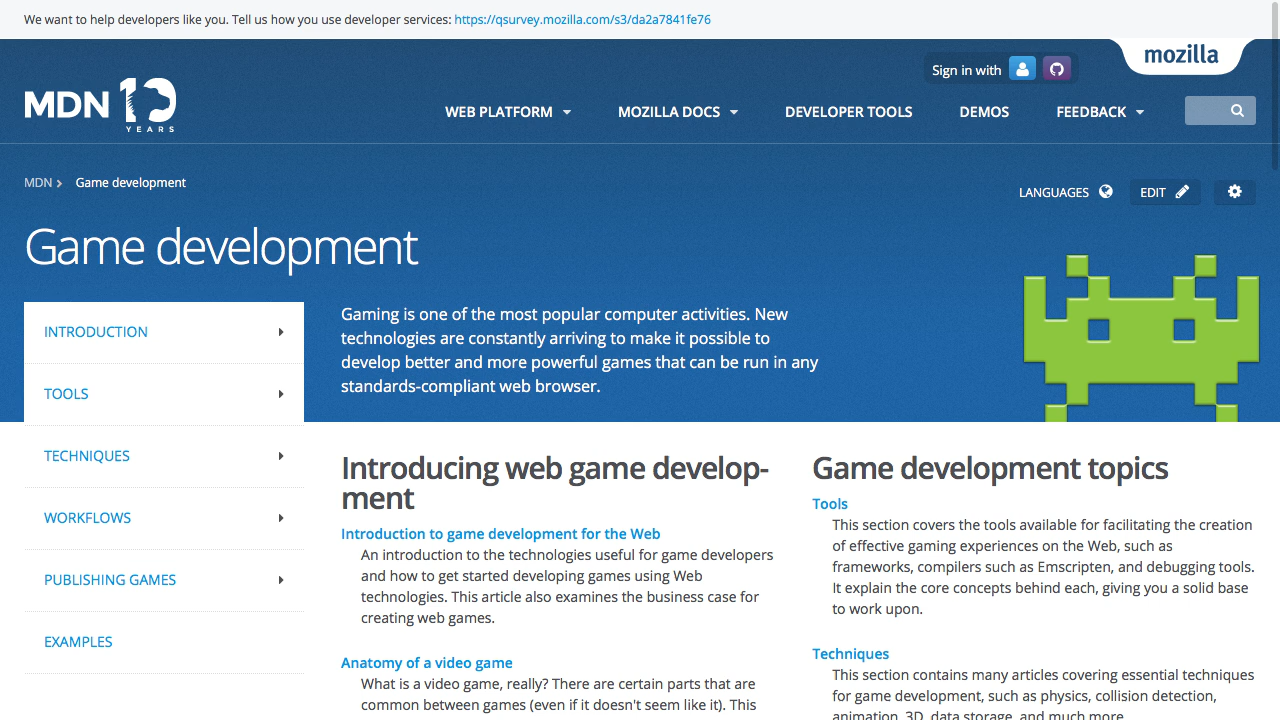 We want to help developers like you. Tell us how you use developer services: https://qsurvey.mozilla.com/s3/da2a7841fe76
mozilla
Sign in with
MDN 10
YEARS
WEB PLATFORM
MOZILLA DOCS
DEVELOPER TOOLS
DEMOS
FEEDBACK
MDN
Game development
LANGUAGES
EDIT
Game development
INTRODUCTION
TOOLS
TECHNIQUES
WORKFLOWS
PUBLISHING GAMES
EXAMPLES
Gaming is one of the most popular computer activities. New
technologies are constantly arriving to make it possible to
develop better and more powerful games that can be run in any
standards-compliant web browser.
Introducing web game develop-
ment
Introduction to game development for the Web
An introduction to the technologies useful for game developers
and how to get started developing games using Web
technologies. This article also examines the business case for
creating web games.
Anatomy of a video game
What is a video game, really? There are certain parts that are
common between games (even if it doesn't seem like it). This
Game development topics
Tools
This section covers the tools available for facilitating the creation
of effective gaming experiences on the Web, such as
frameworks, compilers such as Emscripten, and debugging tools.
It explain the core concepts behind each, giving you a solid base
to work upon.
Techniques
This section contains many articles covering essential techniques
for game development, such as physics, collision detection,
animation, 3D, data storage, and much more.